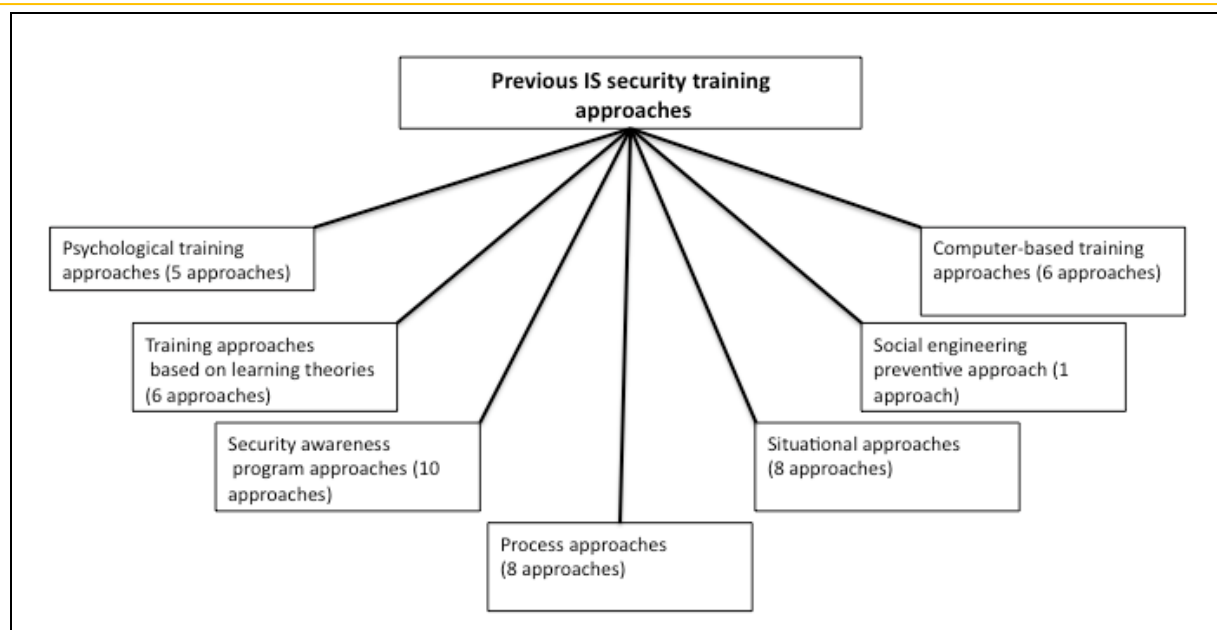 Previous IS security training
approaches
Psychological training
approaches (5 approaches)
Computer-based training
approaches (6 approaches)
Training approaches
based on learning theories
(6 approaches)
Social engineering
preventive approach (1
approach)
Security awareness
program approaches (10
approaches)
Situational approaches
(8 approaches)
Process approaches
(8 approaches)